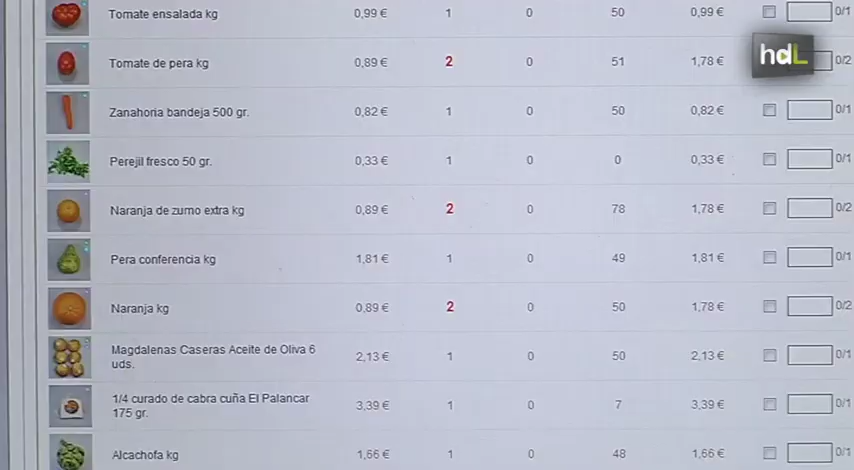 Tomate ensalada kg 0,99 € 1 0 50 0,99 € 0/1
hdL
Tomate de pera kg 0,89 € 2 0 51 1,78 € 0/2
Zanahoria bandeja 500 gr. 0,82 € 1 0 50 0,82 € 0/1
Perejil fresco 50 gr. 0,33 € 1 0 0 0,33 € 0/1
Naranja de zumo extra kg 0,89 € 2 0 78 1,78 € 0/2
Pera conferencia kg 1,81 € 1 0 49 1,81 € 0/1
Naranja kg 0,89 € 2 0 50 1,78 € 0/2
Magdalenas Caseras Aceite de Oliva 6
uds. 2,13 € 1 0 50 2,13 € 0/1
1/4 curado de cabra cuña El Palancar
175 gr. 3,39 € 1 0 7 3,39 € 0/1
Alcachofa kg 1,66 € 1 0 48 1,66 € 0/1